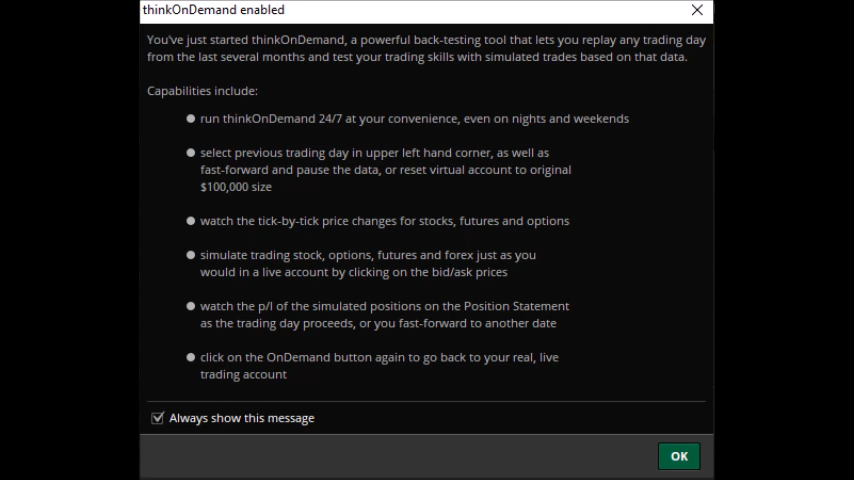 thinkOnDemand enabled
You've just started thinkOnDemand, a powerful back-testing tool that lets you replay any trading day
from the last several months and test your trading skills with simulated trades based on that data.
Capabilities include:
run thinkOnDemand 24/7 at your convenience, even on nights and weekends
select previous trading day in upper left hand corner, as well as
fast-forward and pause the data, or reset virtual account to original
$100,000 size
watch the tick-by-tick price changes for stocks, futures and options
simulate trading stock, options, futures and forex just as you
would in a live account by clicking on the bid/ask prices
watch the p/l of the simulated positions on the Position Statement
as the trading day proceeds, or you fast-forward to another date
click on the OnDemand button again to go back to your real, live
trading account
Always show this message
OK